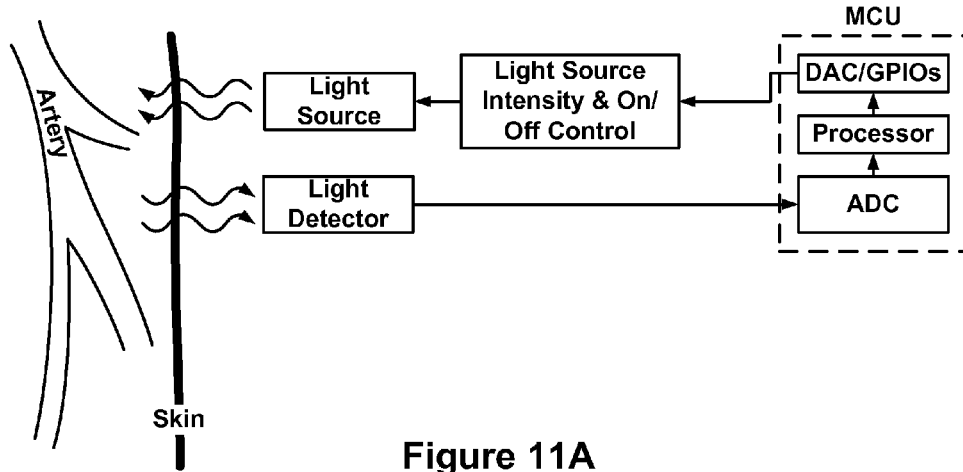 MCU
Artery
Light
Source
Light Source
Intensity & On/
Off Control
DAC/GPIOs
Processor
Light
Detector
ADC
Skin
Figure 11A